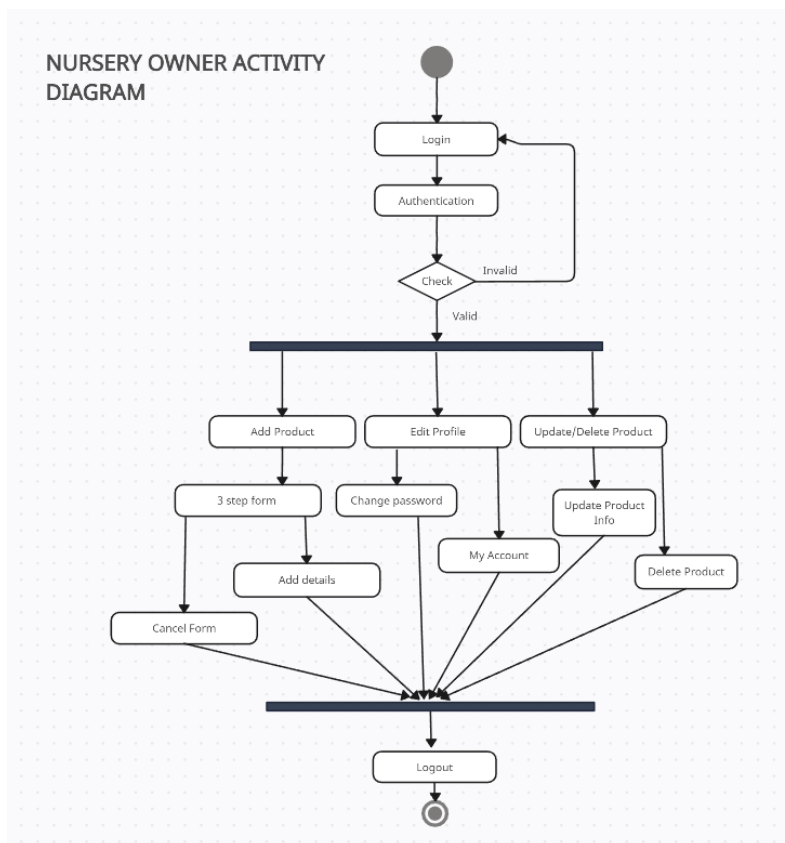 NURSERY OWNER ACTIVITY
DIAGRAM
Login
Authentication
Check
Invalid
Valid
Add Product
Edit Profile
Update/Delete Product
3 step form
Change password
Update Product
Info
My Account
Delete Product
Add details
Cancel Form
Logout